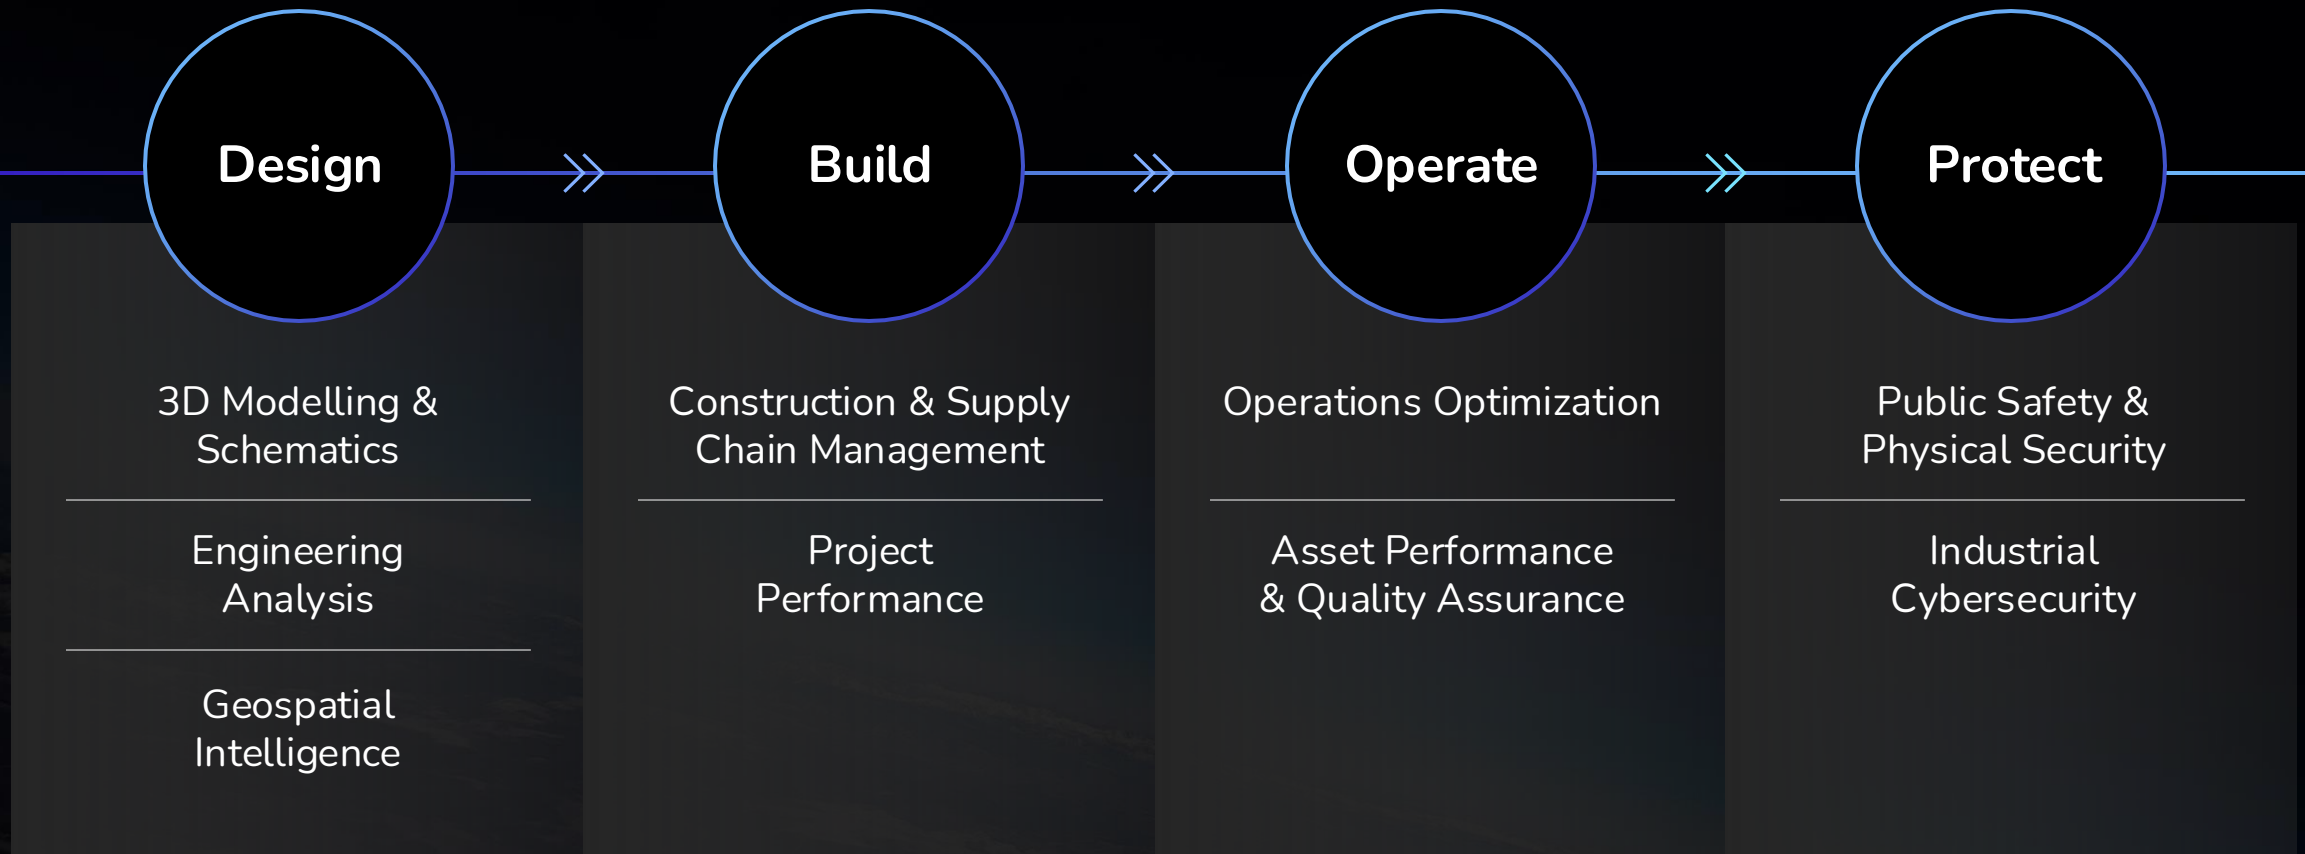 Design
Build
Operate
Protect
3D Modelling &
Schematics
Engineering
Analysis
Geospatial
Intelligence
Construction & Supply
Chain Management
Project
Performance
Operations Optimization
Asset Performance
& Quality Assurance
Public Safety &
Physical Security
Industrial
Cybersecurity